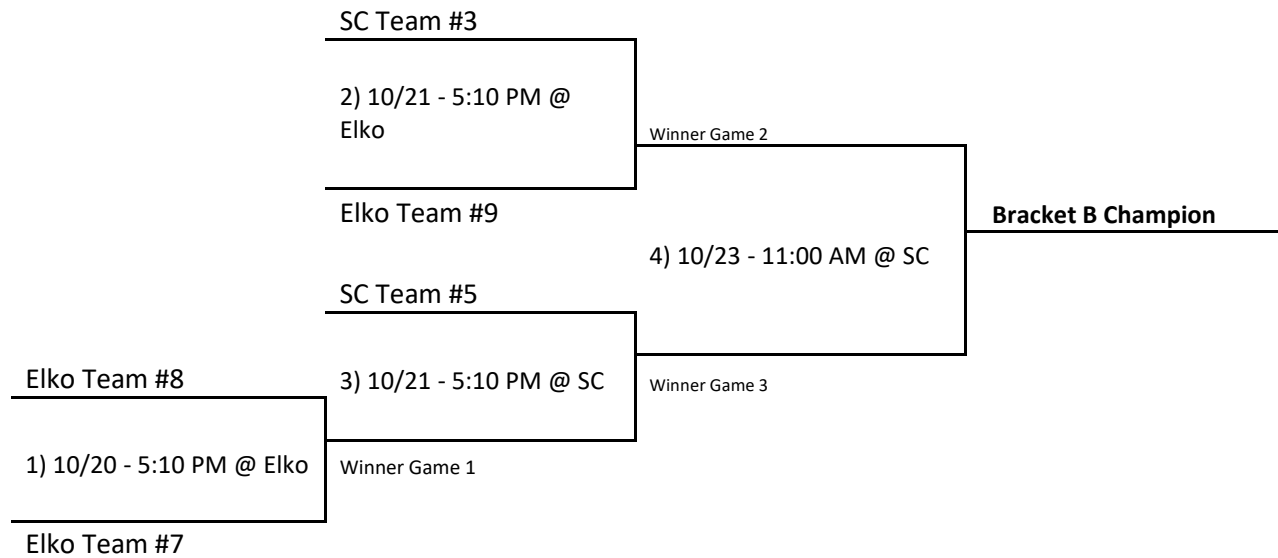 SC Team #3
2) 10/21 - 5:10 PM @
Elko
Winner Game 2
Elko Team #9
Bracket B Champion
4) 10/23 - 11:00 AM @ SC
SC Team #5
Elko Team #8
3) 10/21 - 5:10 PM @ SC
Winner Game 3
1) 10/20 - 5:10 PM @ Elko
Winner Game 1
Elko Team #7